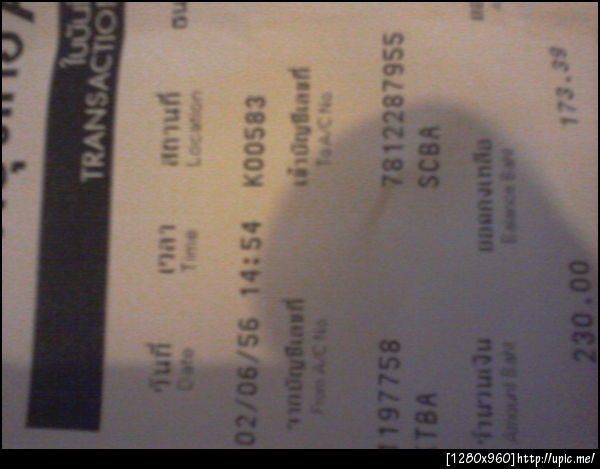 TRANSACTIO
วันที่ เวลา สถานที่
Date Time Location
02/06/56 14:54 K00583
จากบัญชีเลขที่ เข้าบัญชีเลขที่
From A/C No. To A/C No.
1197758 7812287955
TBA SCBA
จำนวนเงิน ยอดคงเหลือ
Amount Baht Balance Baht
230.00 173.39
[1280x960]http://upic.me/